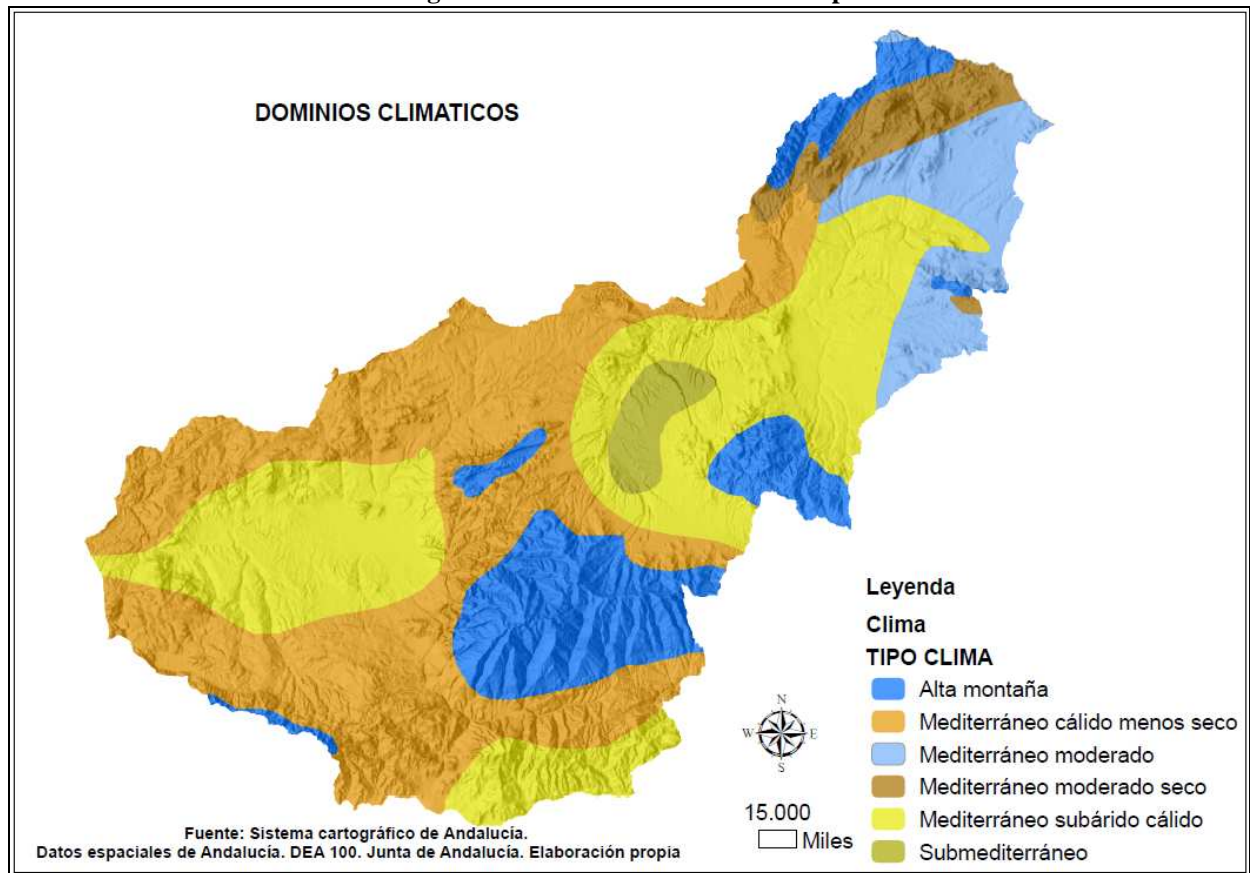 DOMINIOS CLIMATICOS
Leyenda
Clima
TIPO CLIMA
Alta montaña
Mediterráneo cálido menos seco
Mediterráneo moderado
Mediterráneo moderado seco
Mediterráneo subárido cálido
Submediterráneo
N
W E
S
15.000
Miles
Fuente: Sistema cartográfico de Andalucía.
Datos espaciales de Andalucía. DEA 100. Junta de Andalucía. Elaboración propia